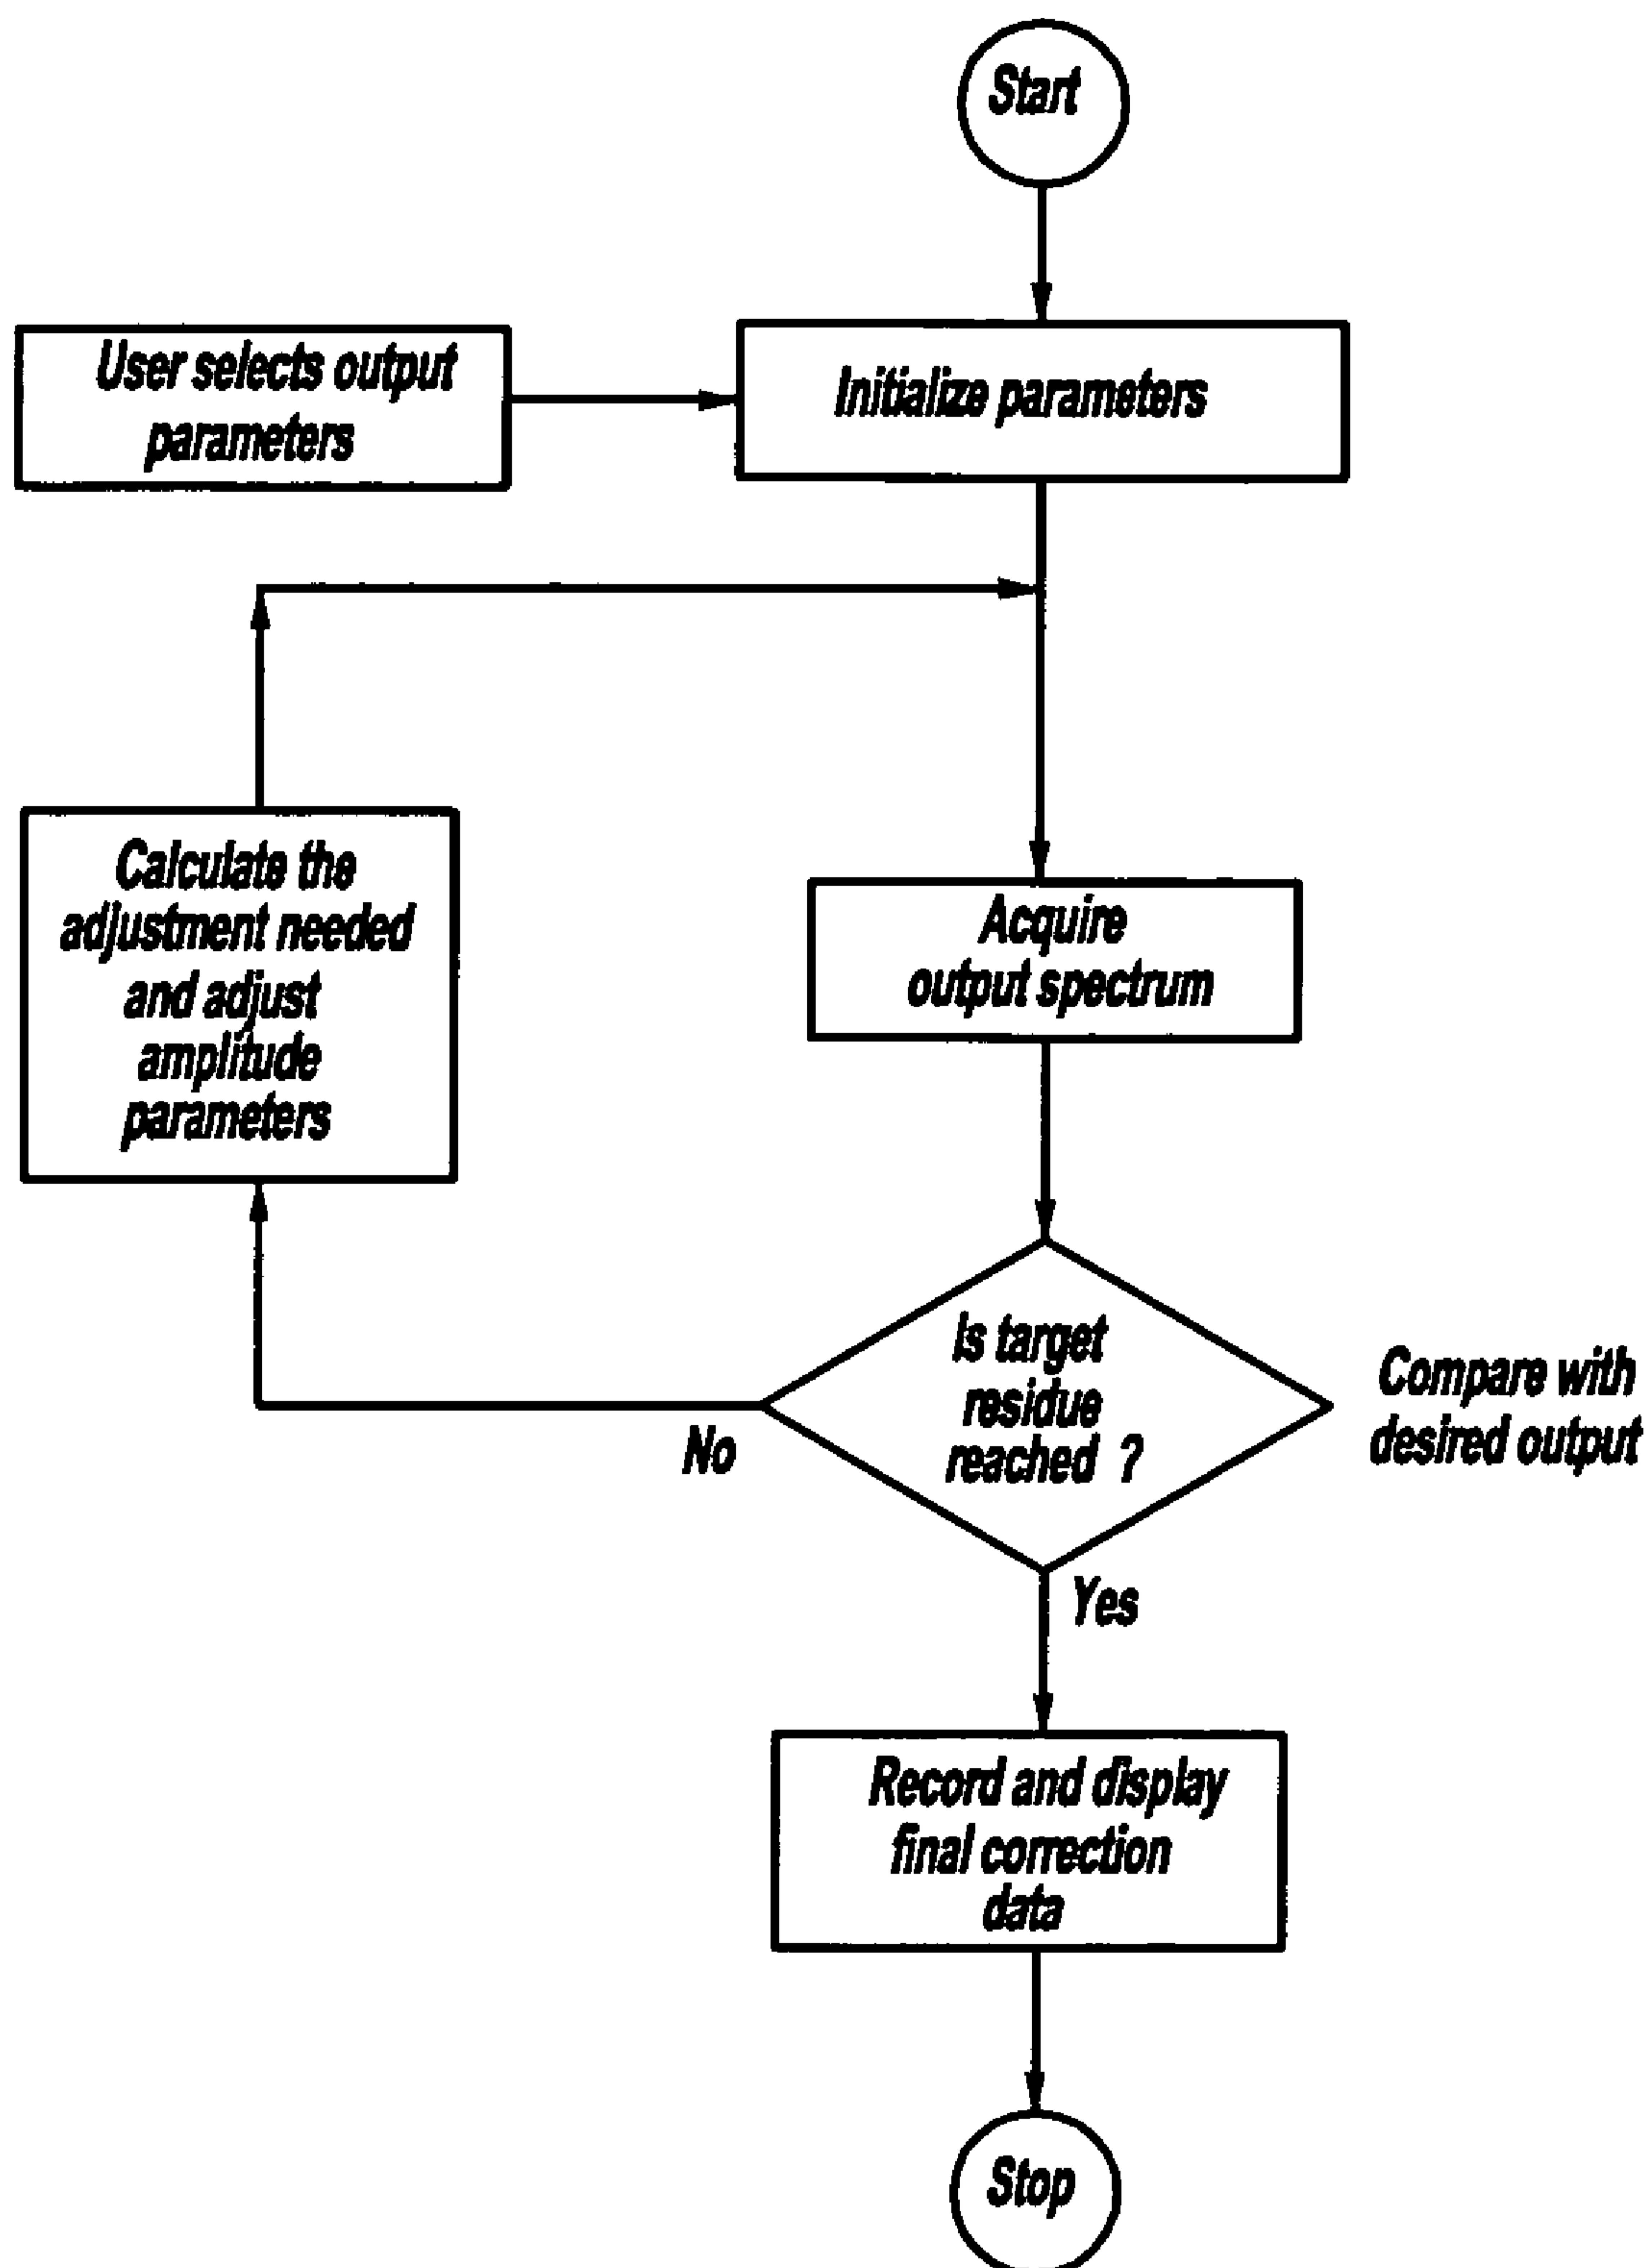 Start
User selects output
parameters
Initialize parameters
Calculate the
adjustment needed
and adjust
amplitude
parameters
Acquire
output spectrum
Is target
residue
reached ?
Compare with
desired output
No
Yes
Record and display
final correction
data
Stop